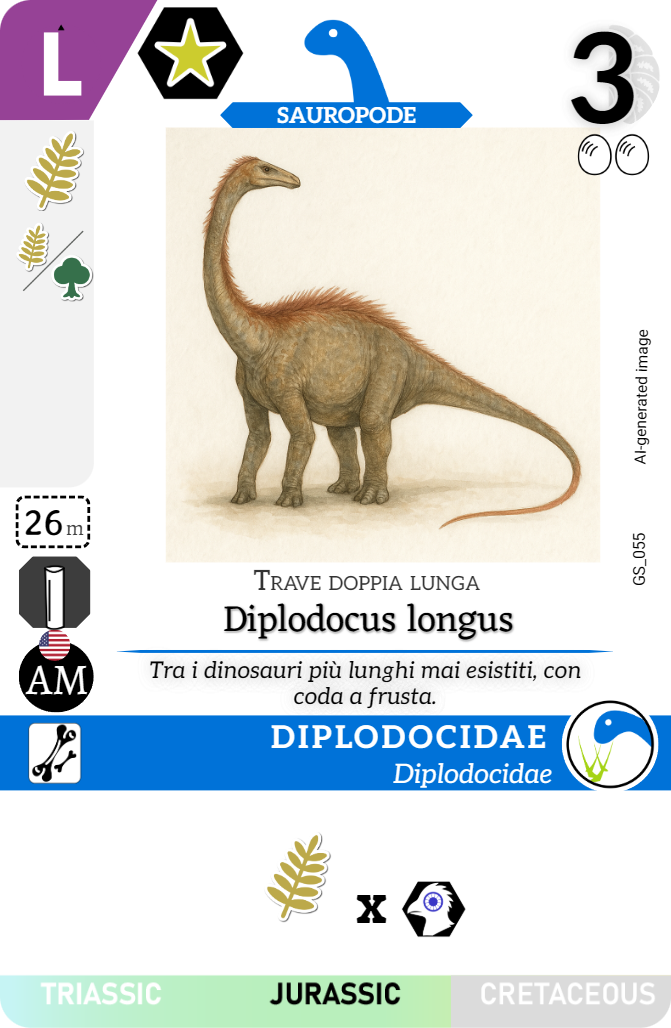 L
SAUROPODE
3
26 m
AM
AI-generated image
GS_055
Trave doppia lunga
Diplodocus longus
Tra i dinosauri più lunghi mai esistiti, con
coda a frusta.
DIPLODOCIDAE
Diplodocidae
x
TRIASSIC JURASSIC CRETACEOUS